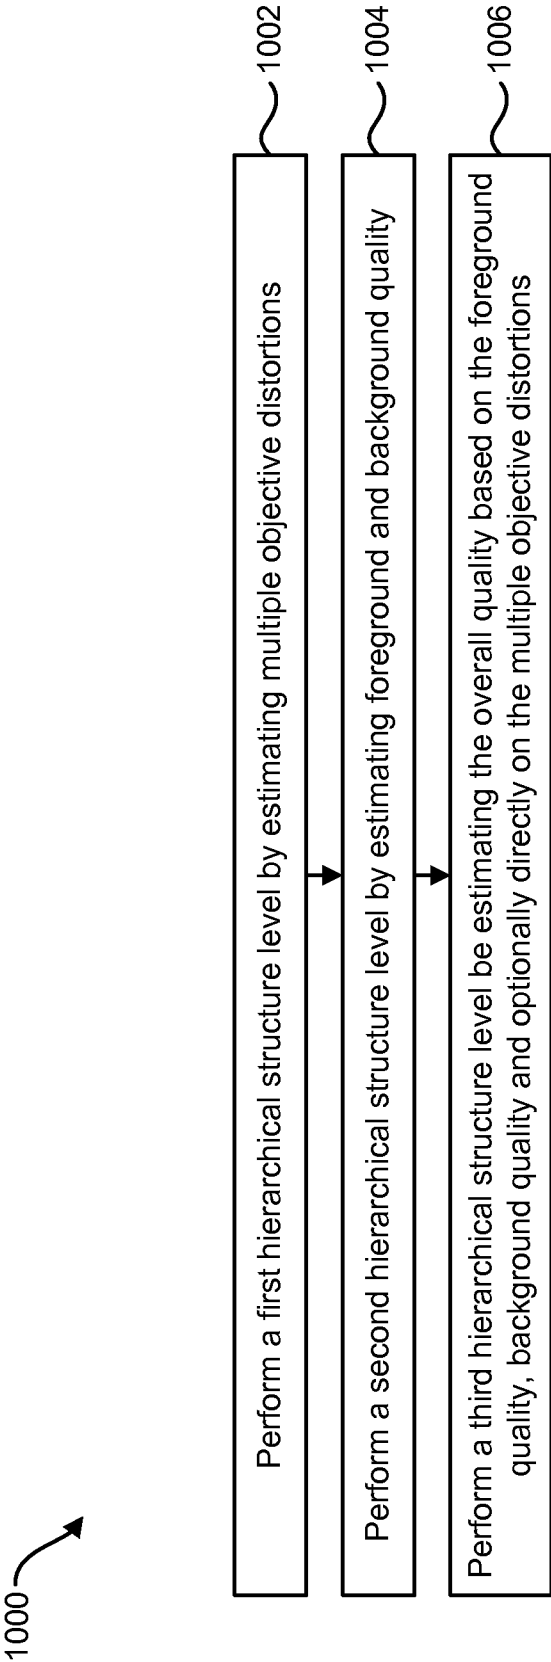 1000
Perform a first hierarchical structure level by estimating multiple objective distortions
1002
Perform a second hierarchical structure level by estimating foreground and background quality
1004
Perform a third hierarchical structure level be estimating the overall quality based on the foreground
quality, background quality and optionally directly on the multiple objective distortions
1006